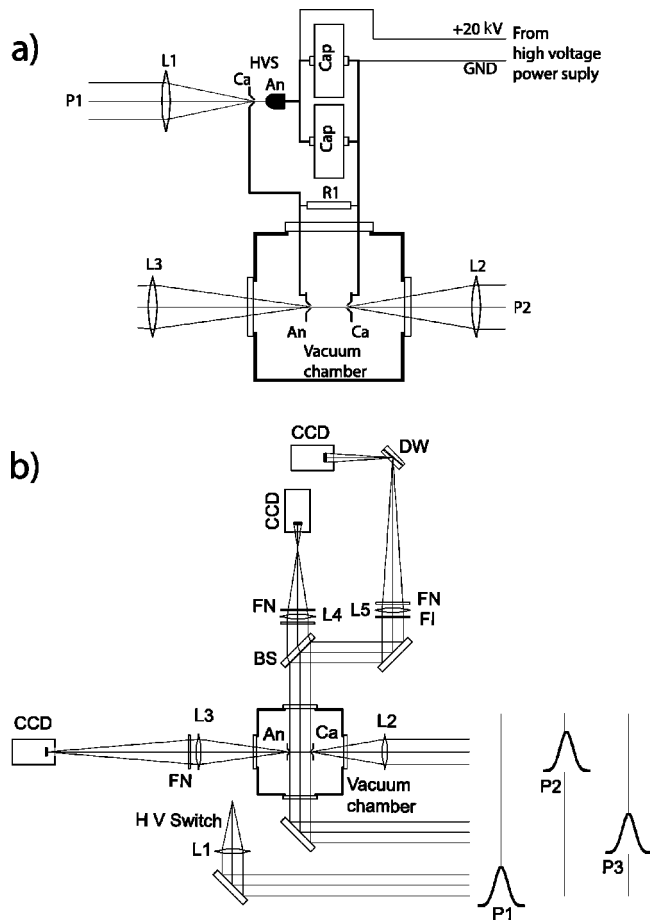 a)
+20 kV
From
high voltage
power suply
GND
L1
HVS
Ca
An
Cap
P1
Cap
R1
L3
L2
P2
An
Ca
Vacuum
chamber
b)
CCD
DW
CCD
FN
L4
L5
FN
FI
BS
CCD
L3
An
Ca
L2
FN
Vacuum
chamber
P2
H V Switch
L1
P3
P1